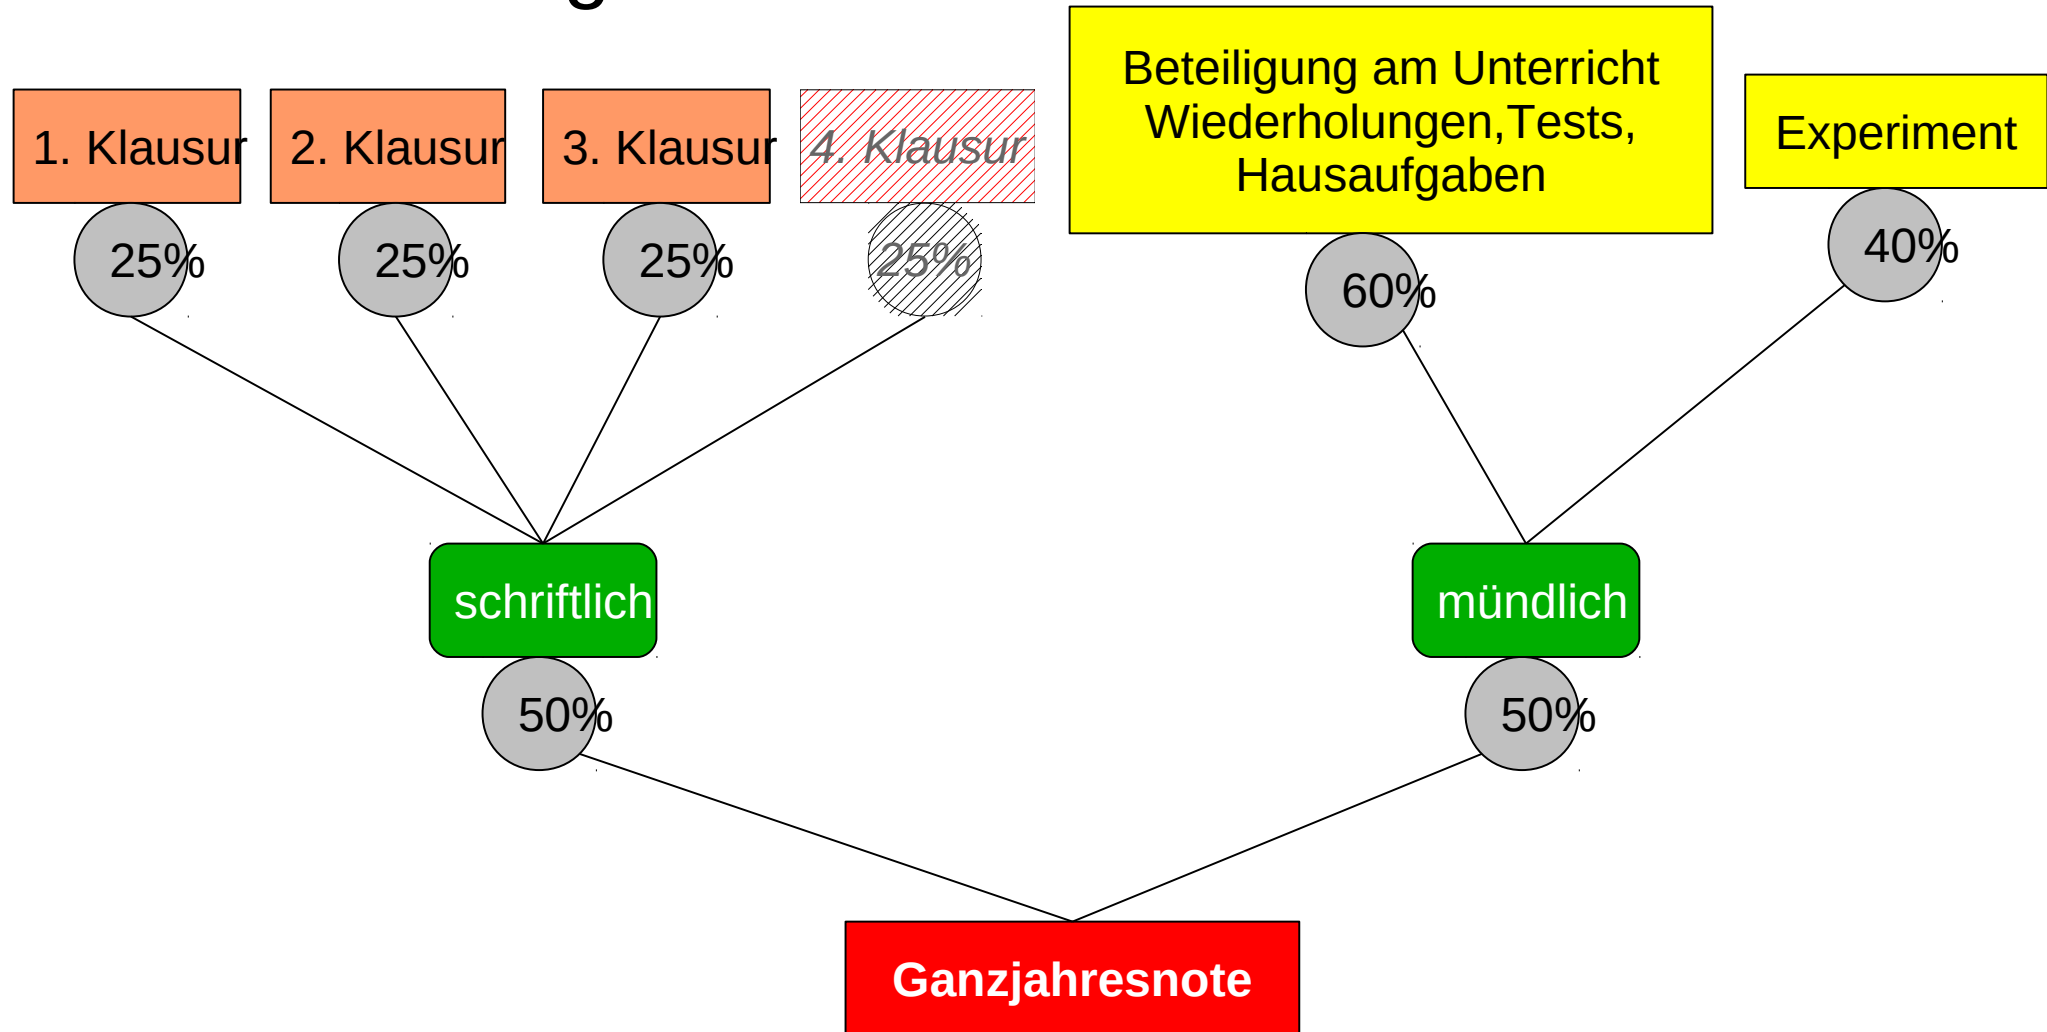 1. Klausur
2. Klausur
3. Klausur
4. Klausur
Beteiligung am Unterricht
Wiederholungen,Tests,
Hausaufgaben
Experiment
25%
25%
25%
25%
60%
40%
schriftlich
mündlich
50%
50%
Ganzjahresnote